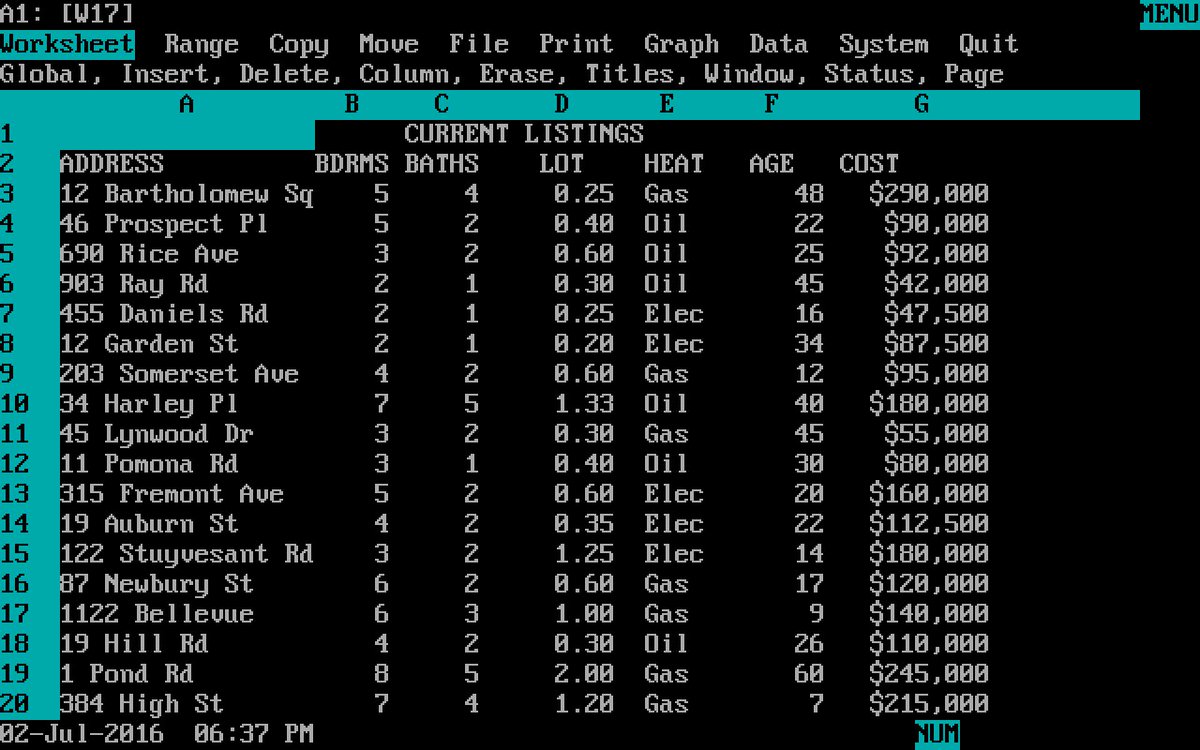 A1: [W17] MENU
Worksheet Range Copy Move File Print Graph Data System Quit
Global, Insert, Delete, Column, Erase, Titles, Window, Status, Page
A B C D E F G
1 CURRENT LISTINGS
2 ADDRESS BDRMS BATHS LOT HEAT AGE COST
3 12 Bartholomew Sq 5 4 0.25 Gas 48 $290,000
4 46 Prospect Pl 5 2 0.40 Oil 22 $90,000
5 690 Rice Ave 3 2 0.60 Oil 25 $92,000
6 903 Ray Rd 2 1 0.30 Oil 45 $42,000
7 455 Daniels Rd 2 1 0.25 Elec 16 $47,500
8 12 Garden St 2 1 0.20 Elec 34 $87,500
9 203 Somerset Ave 4 2 0.60 Gas 12 $95,000
10 34 Harley Pl 7 5 1.33 Oil 40 $180,000
11 45 Lynwood Dr 3 2 0.30 Gas 45 $55,000
12 11 Pomona Rd 3 1 0.40 Oil 30 $80,000
13 315 Fremont Ave 5 2 0.60 Elec 20 $160,000
14 19 Auburn St 4 2 0.35 Elec 22 $112,500
15 122 Stuyvesant Rd 3 2 1.25 Elec 14 $180,000
16 87 Newbury St 6 2 0.60 Gas 17 $120,000
17 1122 Bellevue 6 3 1.00 Gas 9 $140,000
18 19 Hill Rd 4 2 0.30 Oil 26 $110,000
19 1 Pond Rd 8 5 2.00 Gas 60 $245,000
20 384 High St 7 4 1.20 Gas 7 $215,000
02-Jul-2016 06:37 PM NUM